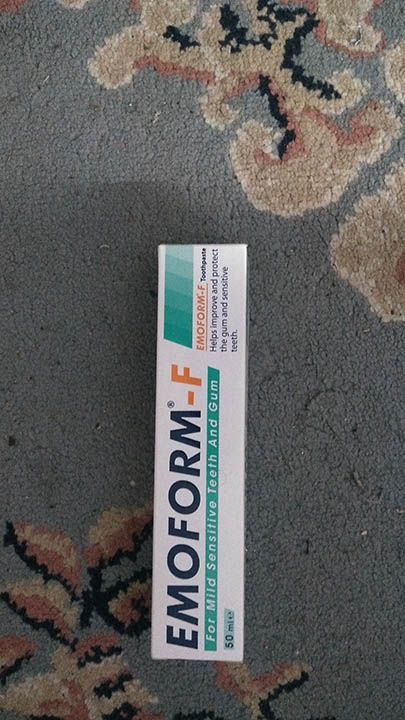 EMOFORM®-F
For Mild Sensitive Teeth And Gum
50 ml e
EMOFORM®-F Toothpaste
Helps improve and protect
the gum and sensitive
teeth.